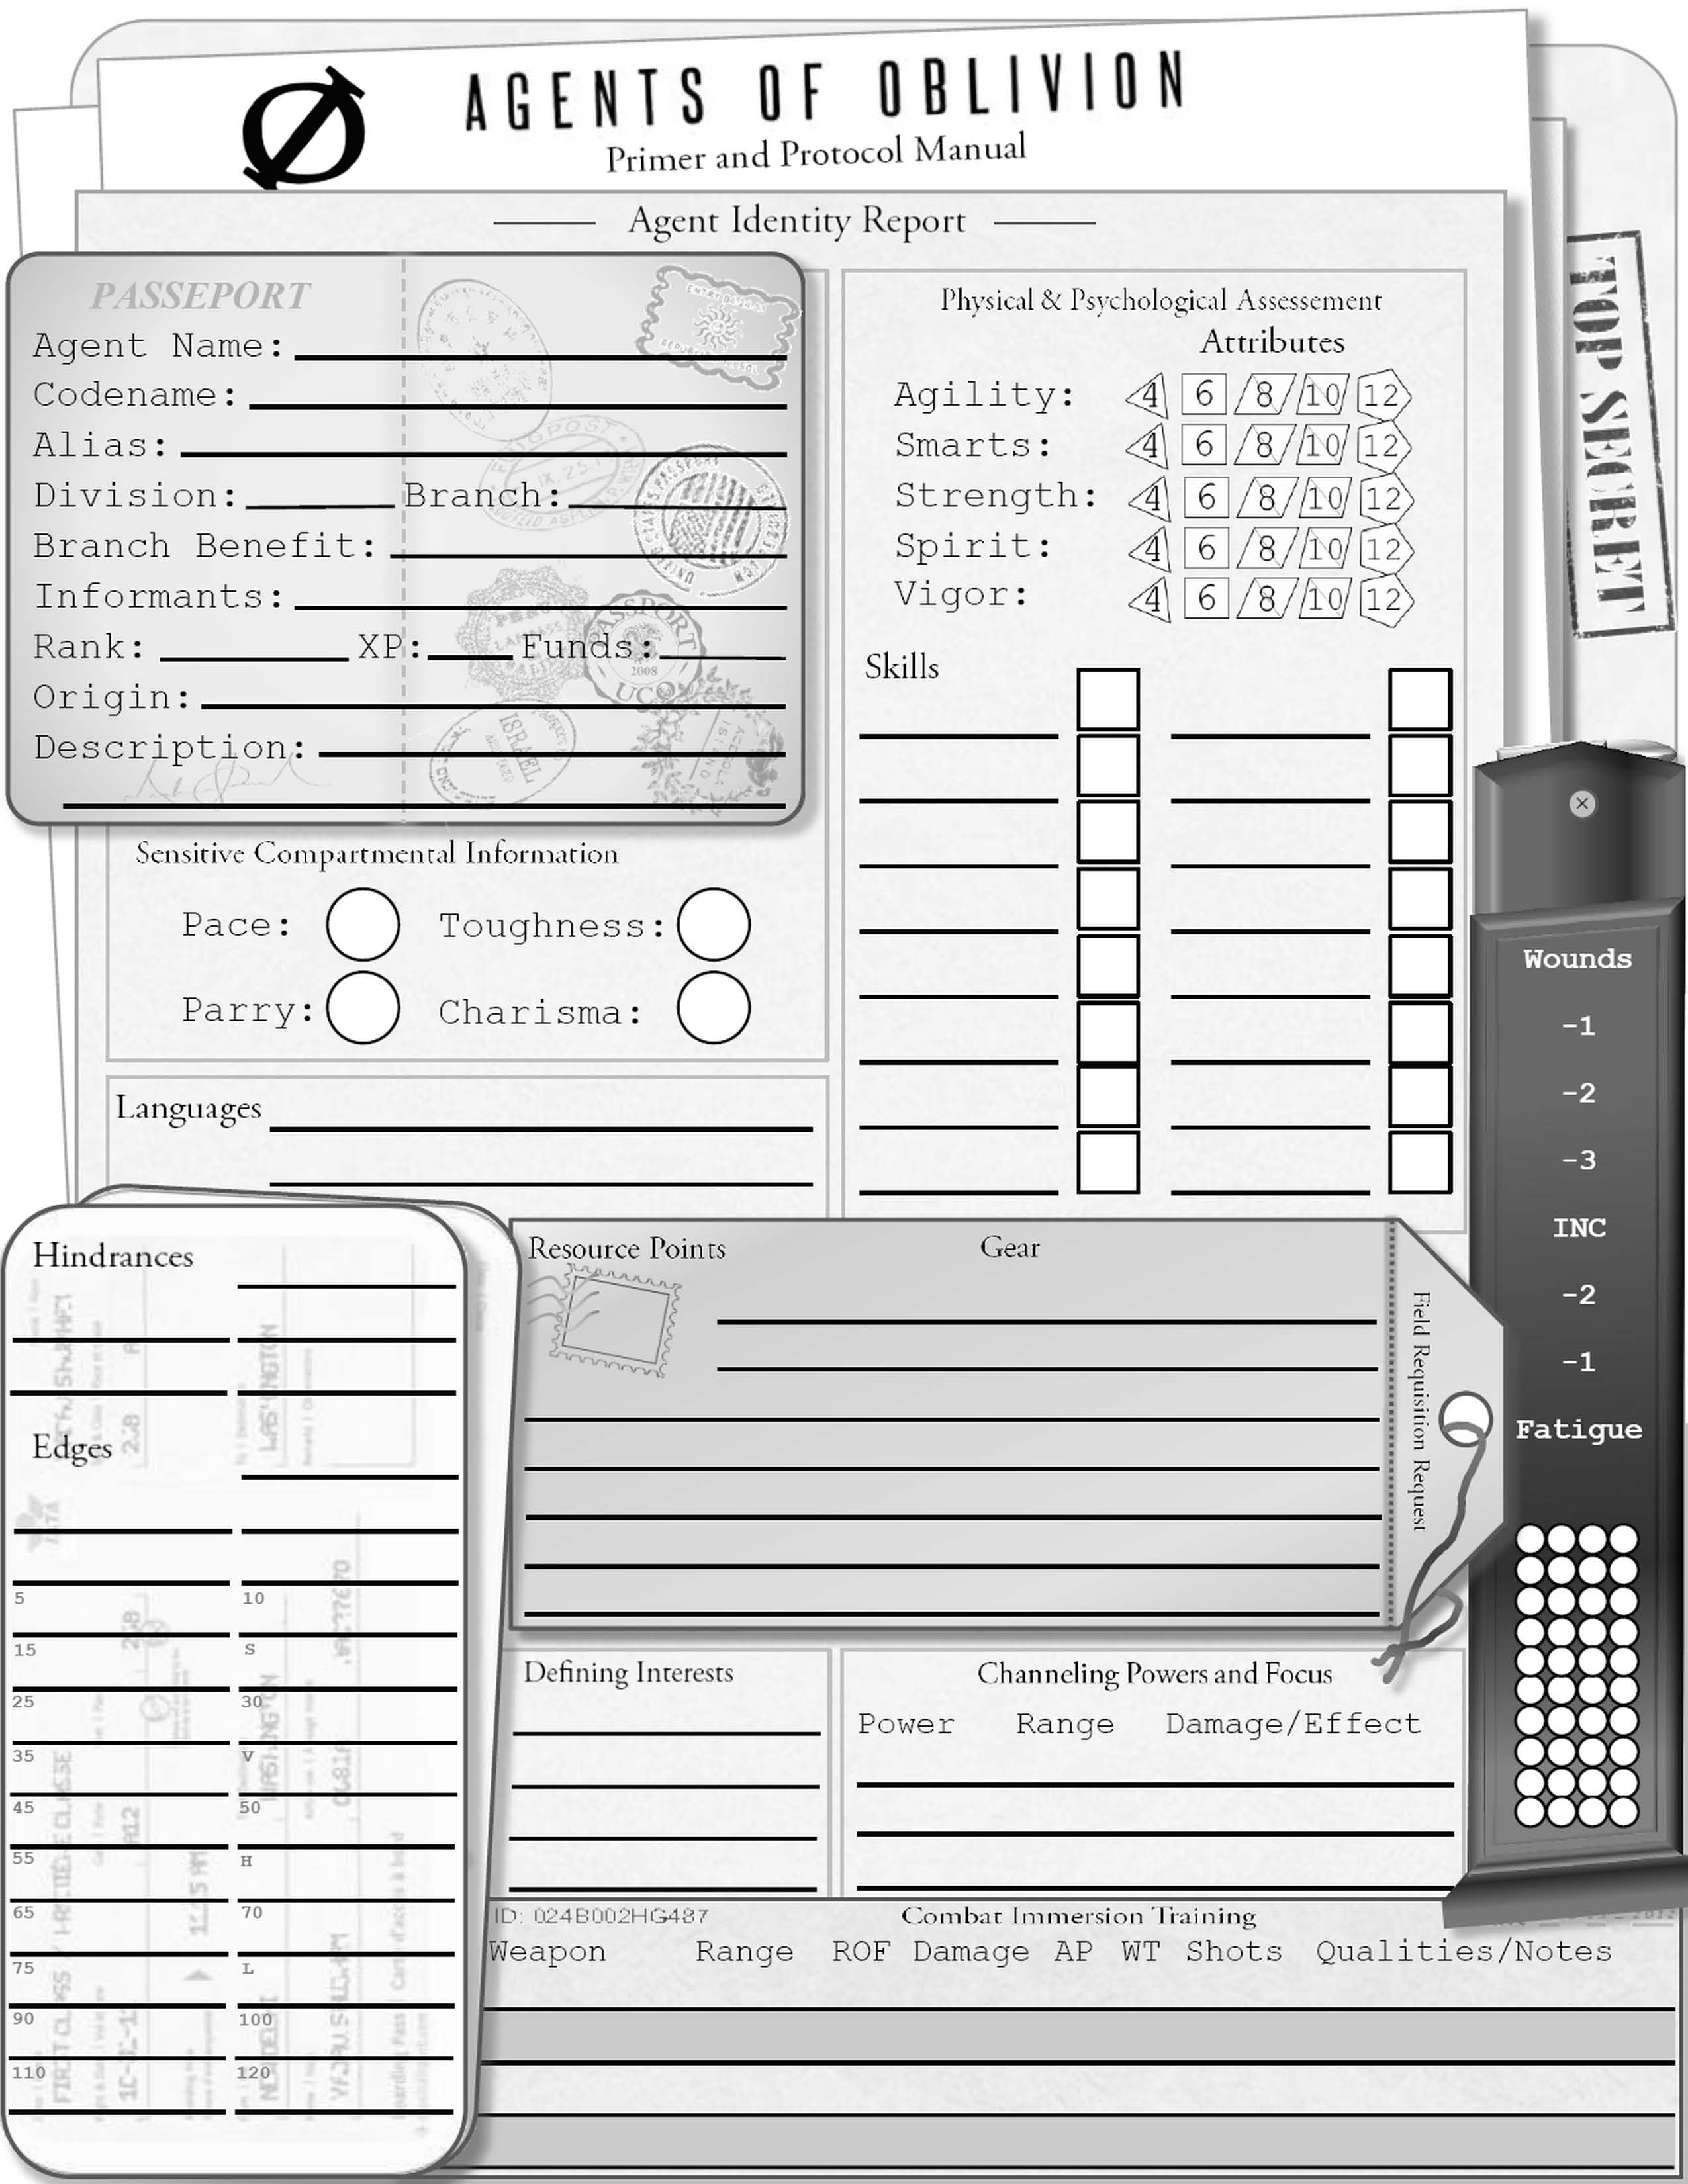 AGENTS OF OBLIVION
Primer and Protocol Manual
Agent Identity Report
TOP SECRET
PASSEPORT
Agent Name:
Codename:
Alias:
Division: Branch:
Branch Benefit:
Informants:
Rank: XP: Funds:
Origin:
Description:
PASSPORT
2008
ISRAEL
Physical & Psychological Assessement
Attributes
Agility: 4 6 8 10 12
Smarts: 4 6 8 10 12
Strength: 4 6 8 10 12
Spirit: 4 6 8 10 12
Vigor: 4 6 8 10 12
Skills
Sensitive Compartmental Information
Pace: Toughness:
Parry: Charisma:
Languages
Wounds
-1
-2
-3
INC
-2
-1
Fatigue
Hindrances
Edges
5 10
15 S
25 30
35 V
45 50
55 H
65 70
75 L
90 100
110 120
WASHINGTON
FIRST CLASS
Resource Points Gear
Field Requisition Request
Defining Interests
Channeling Powers and Focus
Power Range Damage/Effect
ID: 024B002HG487
Combat Immersion Training
Weapon Range ROF Damage AP WT Shots Qualities/Notes